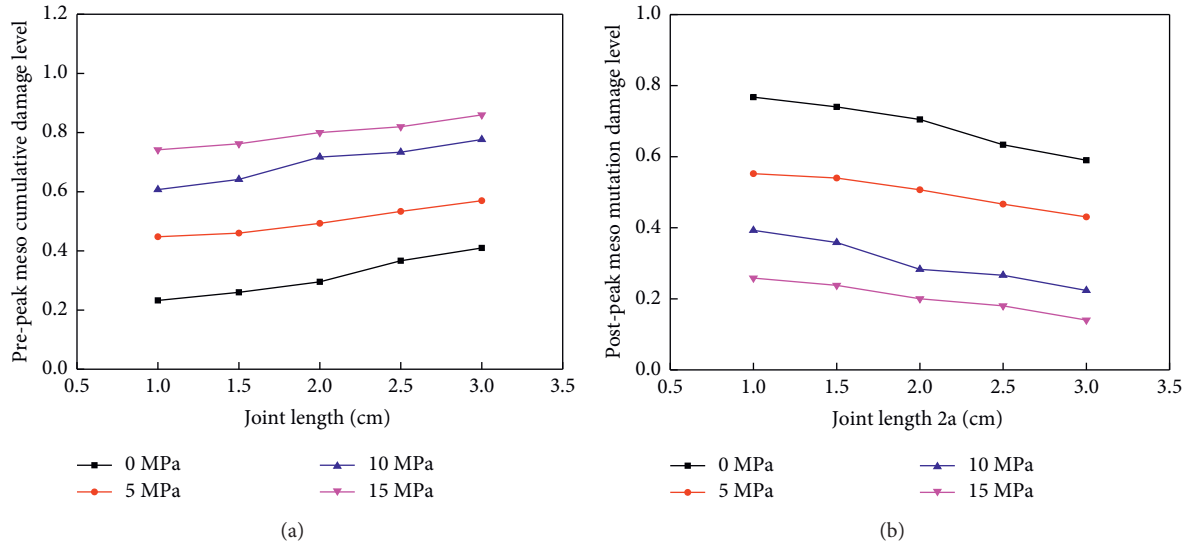 1.2
1.0
0.8
0.6
0.4
0.2
0.0
Pre-peak meso cumulative damage level
0.5 1.0 1.5 2.0 2.5 3.0 3.5
Joint length (cm)
0 MPa
5 MPa
10 MPa
15 MPa
(a)
1.0
0.8
0.6
0.4
0.2
0.0
Post-peak meso mutation damage level
0.5 1.0 1.5 2.0 2.5 3.0 3.5
Joint length 2a (cm)
0 MPa
5 MPa
10 MPa
15 MPa
(b)